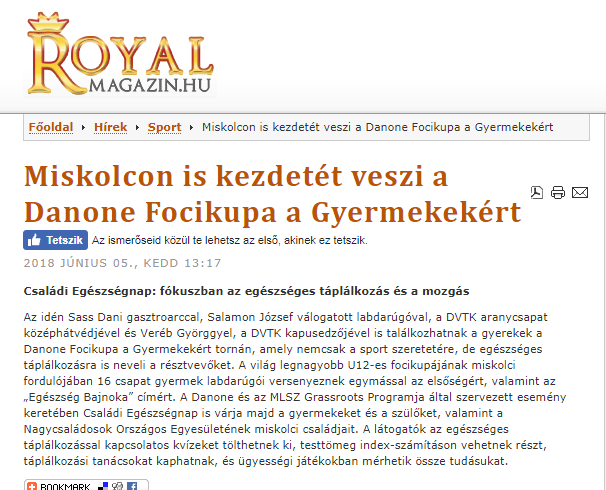 ROYAL
MAGAZIN.HU
Főoldal ▸ Hírek ▸ Sport ▸ Miskolcon is kezdetét veszi a Danone Focikupa a Gyermekekért
Miskolcon is kezdetét veszi a
Danone Focikupa a Gyermekekért
Tetszik Az ismerőseid közül te lehetsz az első, akinek ez tetszik.
2018 JÚNIUS 05., KEDD 13:17
Családi Egészségnap: fókuszban az egészséges táplálkozás és a mozgás
Az idén Sass Dani gasztroarccal, Salamon József válogatott labdarúgóval, a DVTK aranycsapat
középhátvédjével és Veréb Györggyel, a DVTK kapusedzőjével is találkozhatnak a gyerekek a
Danone Focikupa a Gyermekekért tornán, amely nemcsak a sport szeretetére, de egészséges
táplálkozásra is neveli a résztvevőket. A világ legnagyobb U12-es focikupájának miskolci
fordulójában 16 csapat gyermek labdarúgói versenyeznek egymással az elsőségért, valamint az
„Egészség Bajnoka” címért. A Danone és az MLSZ Grassroots Programja által szervezett esemény
keretében Családi Egészségnap is várja majd a gyermekeket és a szülőket, valamint a
Nagycsaládosok Országos Egyesületének miskolci családjait. A látogatók az egészséges
táplálkozással kapcsolatos kvízeket tölthetnek ki, testtömeg index-számításon vehetnek részt,
táplálkozási tanácsokat kaphatnak, és ügyességi játékokban mérhetik össze tudásukat.
BOOKMARK